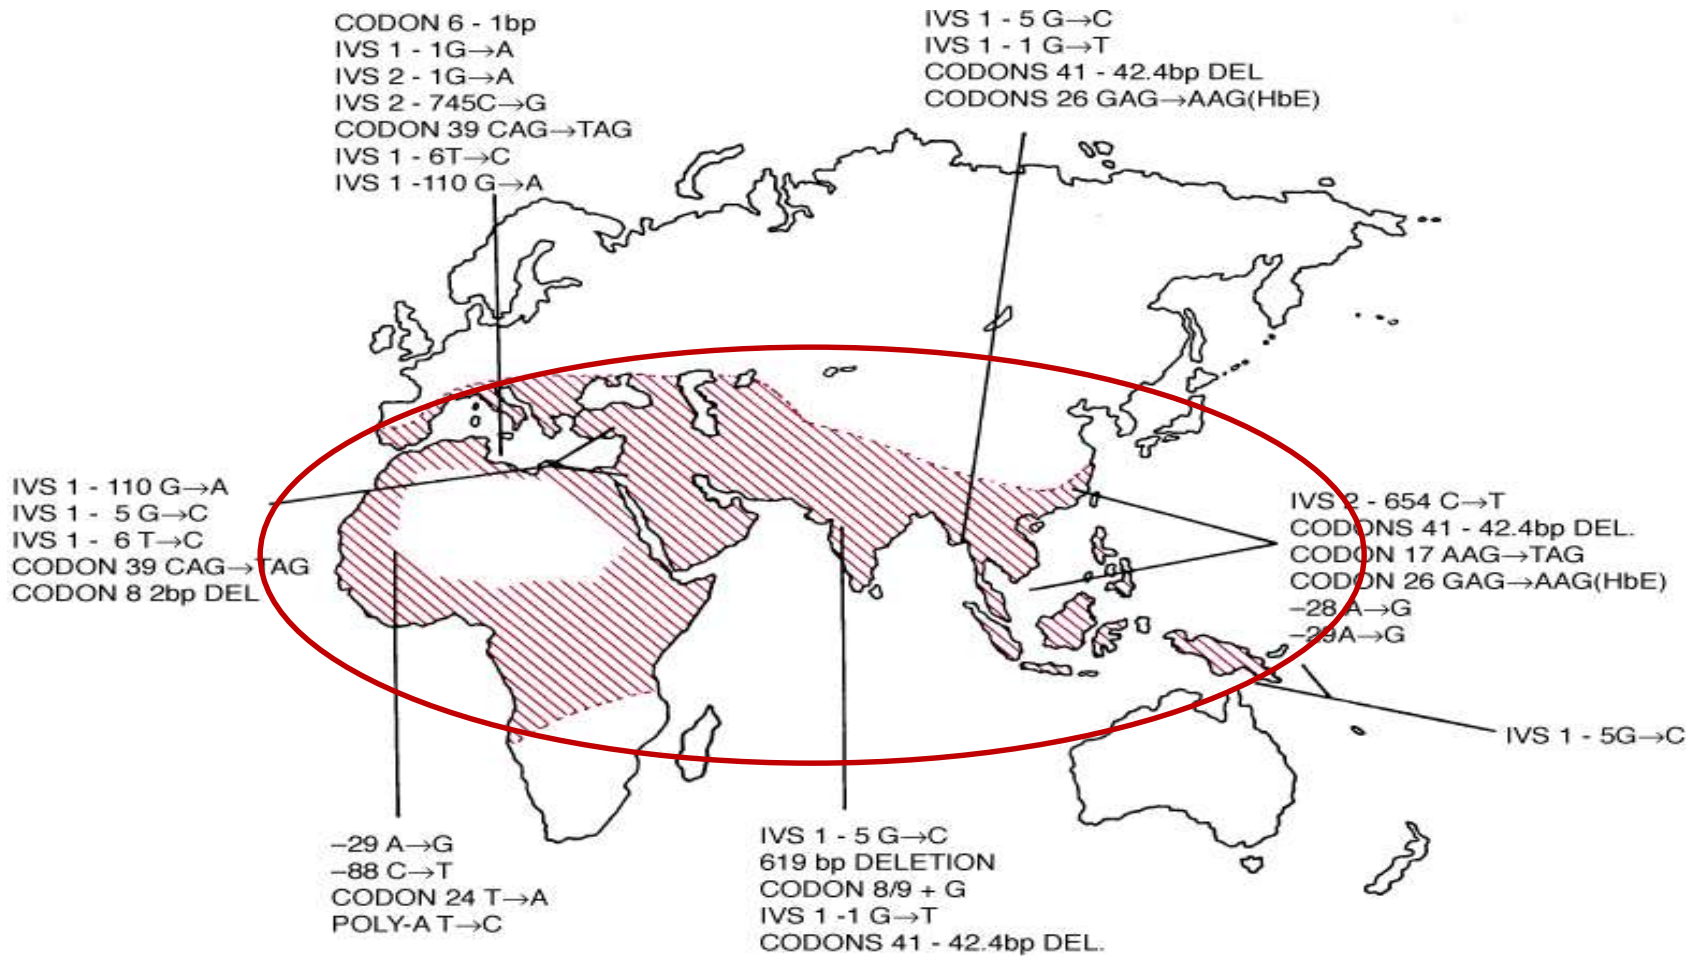 CODON 6 - 1bp
IVS 1 - 1G→A
IVS 2 - 1G→A
IVS 2 - 745C→G
CODON 39 CAG→TAG
IVS 1 - 6T→C
IVS 1 -110 G→A
IVS 1 - 5 G→C
IVS 1 - 1 G→T
CODONS 41 - 42.4bp DEL
CODONS 26 GAG→AAG(HbE)
IVS 1 - 110 G→A
IVS 1 - 5 G→C
IVS 1 - 6 T→C
CODON 39 CAG→TAG
CODON 8 2bp DEL
IVS 2 - 654 C→T
CODONS 41 - 42.4bp DEL.
CODON 17 AAG→TAG
CODON 26 GAG→AAG(HbE)
–28 A→G
–29A→G
IVS 1 - 5G→C
–29 A→G
–88 C→T
CODON 24 T→A
POLY-A T→C
IVS 1 - 5 G→C
619 bp DELETION
CODON 8/9 + G
IVS 1 -1 G→T
CODONS 41 - 42.4bp DEL.